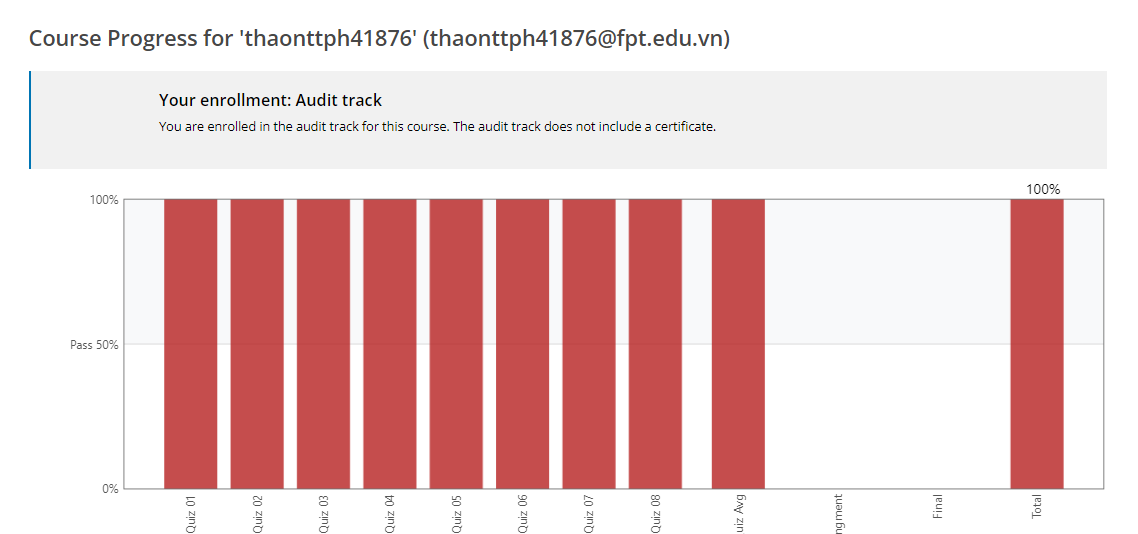 Course Progress for 'thaonttph41876' (thaonttph41876@fpt.edu.vn)
Your enrollment: Audit track
You are enrolled in the audit track for this course. The audit track does not include a certificate.
100%
100%
Pass 50%
0%
Quiz 01
Quiz 02
Quiz 03
Quiz 04
Quiz 05
Quiz 06
Quiz 07
Quiz 08
uiz Avg
ngment
Final
Total